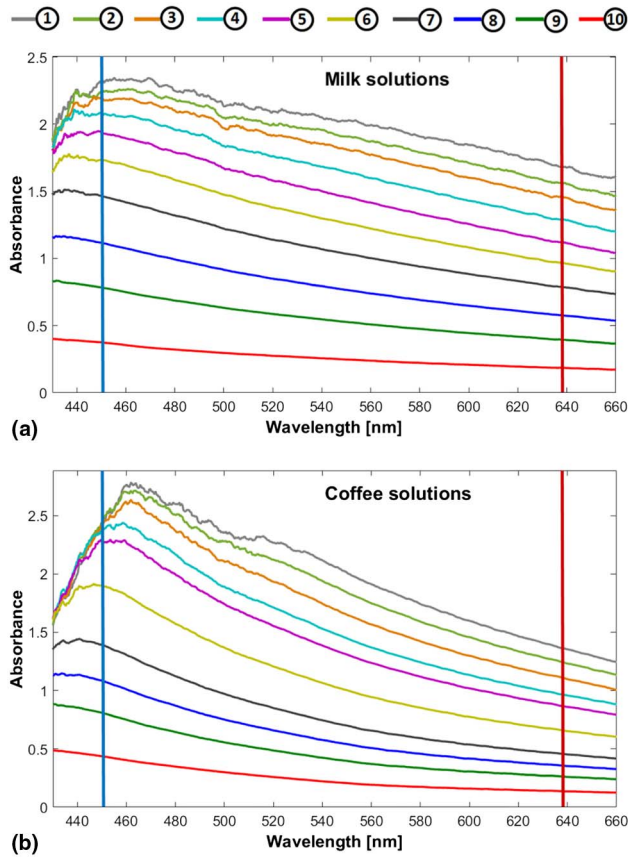 1 2 3 4 5 6 7 8 9 10
Milk solutions
2.5
2
1.5
1
0.5
0
Absorbance
440 460 480 500 520 540 560 580 600 620 640 660
Wavelength [nm]
(a)
Coffee solutions
2.5
2
1.5
1
0.5
0
Absorbance
440 460 480 500 520 540 560 580 600 620 640 660
Wavelength [nm]
(b)